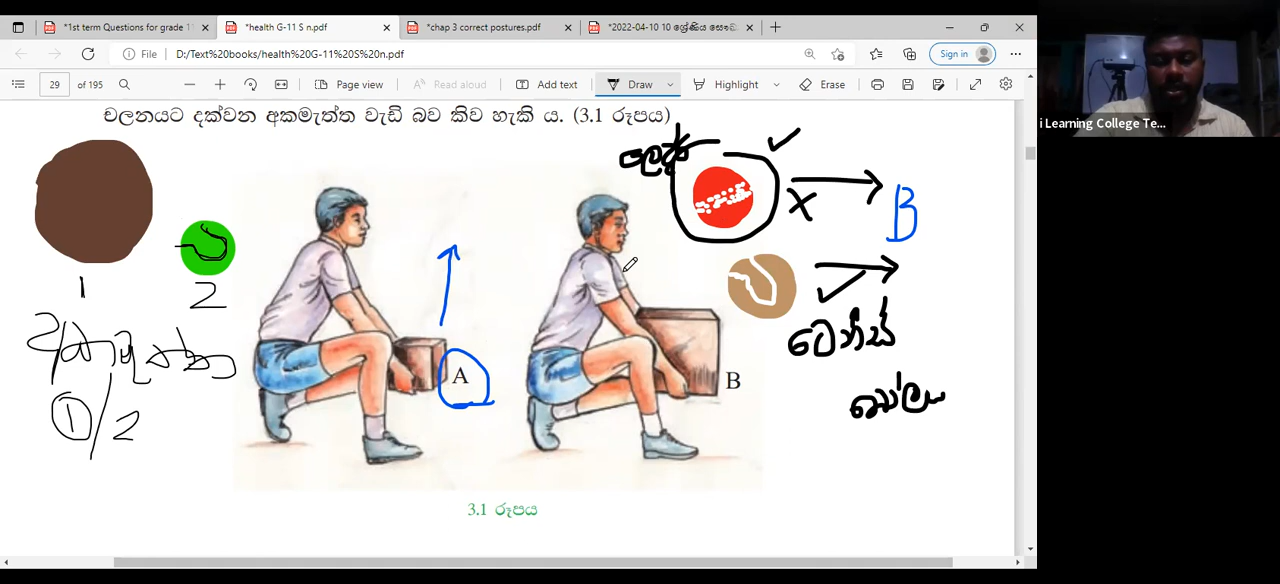 *1st term Questions for grade 1
*health G-11 S n.pdf
*chap 3 correct postures.pdf
*2022-04-10 10 ශ්‍රේණිය සෞඛ
File
D:/Text%20books/health%20G-11%20S%20n.pdf
Sign in
29 of 195
Page view
Read aloud
Add text
Draw
Highlight
Erase
චලනයට දක්වන අකමැත්ත වැඩි බව කිව හැකි ය. (3.1 රූපය)
i Learning College Te...
X
B
1
2
ටෙනිස්
A
B
බෝලය
1/2
3.1 රූපය